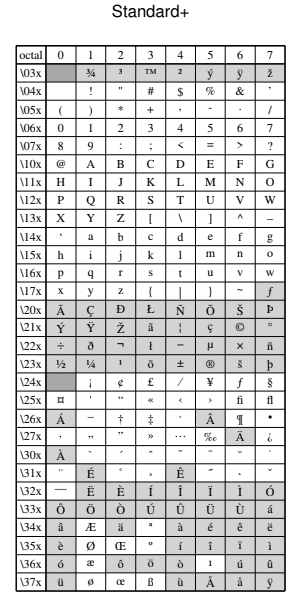 Standard+
octal 0 1 2 3 4 5 6 7
\03x ¾ ³ ™ ² ý ÿ ž
\04x ! " # $ % & ’
\05x ( ) * + , - . /
\06x 0 1 2 3 4 5 6 7
\07x 8 9 : ; < = > ?
\10x @ A B C D E F G
\11x H I J K L M N O
\12x P Q R S T U V W
\13x X Y Z [ \ ] ^ _
\14x ‘ a b c d e f g
\15x h i j k l m n o
\16x p q r s t u v w
\17x x y z { | } ~ ƒ
\20x Ã Ç Ð Ł Ñ Õ Š Þ
\21x Ý Ÿ Ž ã ¦ ç © °
\22x ÷ ð ¬ ł − µ × ñ
\23x ½ ¼ ¹ õ ± ® š þ
\24x ¡ ¢ £ ⁄ ¥ ƒ §
\25x ¤ ' “ « ‹ › fi fl
\26x Á – † ‡ · Â ¶ •
\27x ‚ „ ” » … ‰ Ä ¿
\30x À ` ´ ˆ ˜ ¯ ˘ ˙
\31x ¨ É ˚ ¸ Ê ˝ ˛ ˇ
\32x — Ë È Í Î Ï Ì Ó
\33x Ô Ö Ò Ú Û Ü Ù á
\34x â Æ ä ª à é ê ë
\35x è Ø Œ º í î ï ì
\36x ó æ ô ö ò ı ú û
\37x ü ø œ ß ù Å å ÿ